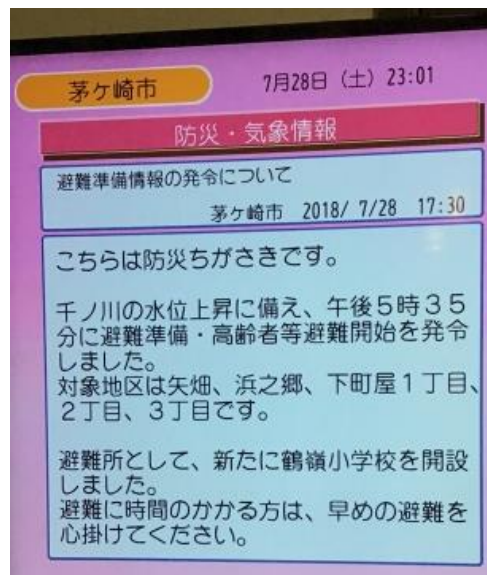 茅ケ崎市
7月28日（土）23:01
防災・気象情報
避難準備情報の発令について
茅ケ崎市 2018/ 7/28 17:30
こちらは防災ちがさきです。
千ノ川の水位上昇に備え、午後５時３５
分に避難準備・高齢者等避難開始を発令
しました。
対象地区は矢畑、浜之郷、下町屋１丁目、
２丁目、３丁目です。
避難所として、新たに鶴嶺小学校を開設
しました。
避難に時間のかかる方は、早めの避難を
心掛けてください。